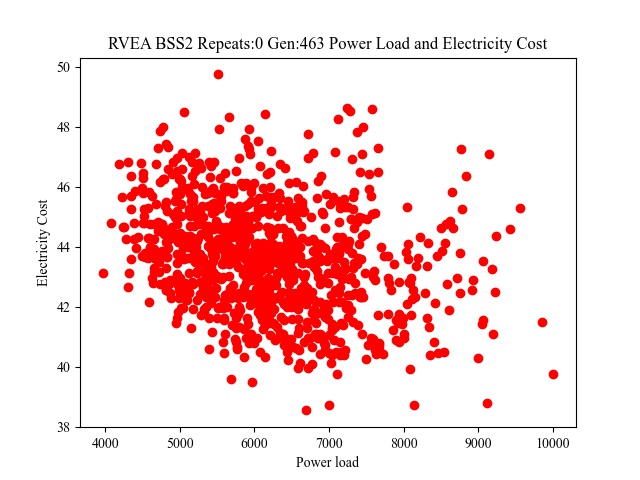 RVEA BSS2 Repeats:0 Gen:463 Power Load and Electricity Cost
50
48
46
44
42
40
38
Electricity Cost
4000 5000 6000 7000 8000 9000 10000
Power load